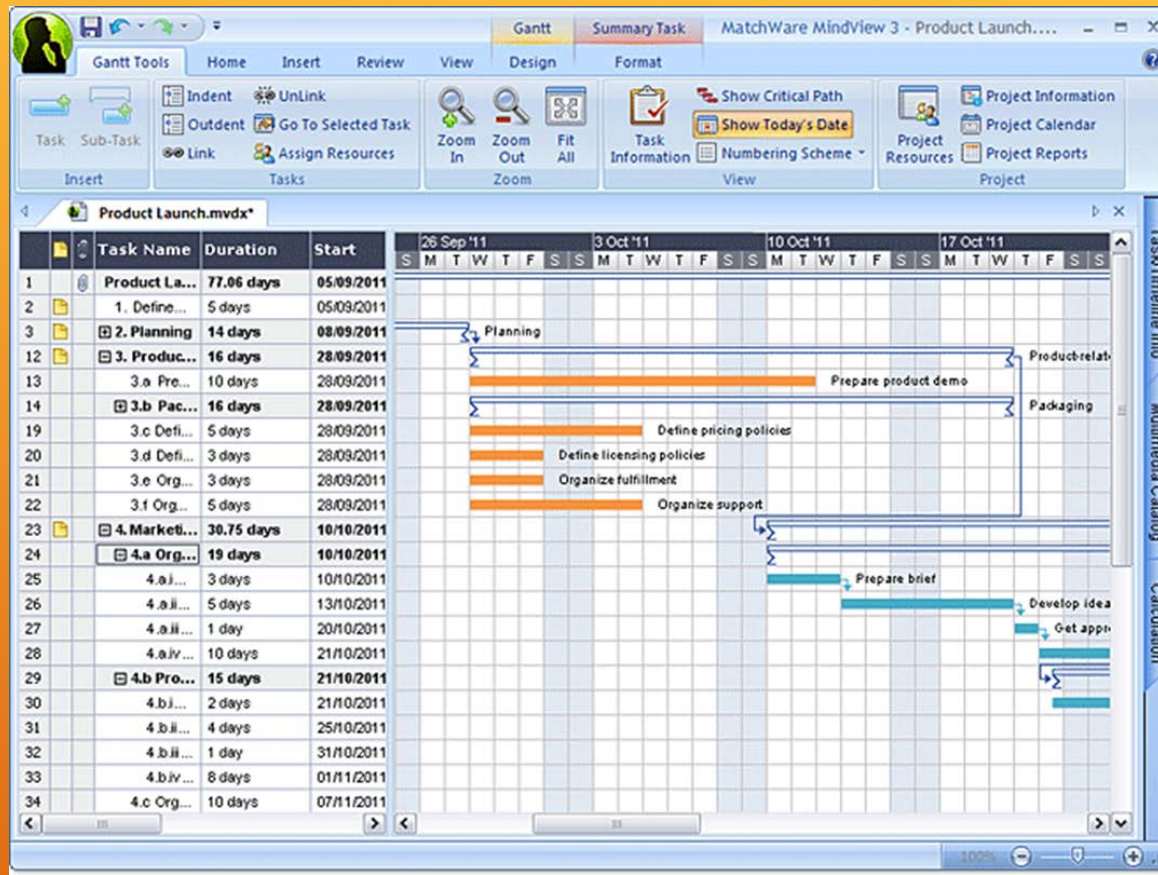 Gantt Summary Task MatchWare MindView 3 - Product Launch....
Gantt Tools Home Insert Review View Design Format
Task
Sub-Task
Insert
Indent
Outdent
Link
UnLink
Go To Selected Task
Assign Resources
Tasks
Zoom In
Zoom Out
Fit All
Zoom
Task Information
Show Critical Path
Show Today's Date
Numbering Scheme
View
Project Resources
Project Information
Project Calendar
Project Reports
Project
Product Launch.mvdx*
Task Name Duration Start 26 Sep '11 3 Oct '11 10 Oct '11 17 Oct '11
S M T W T F S S M T W T F S S M T W T F S S M T W T F S S
1 Product La... 77.06 days 05/09/2011
2 1. Define... 5 days 05/09/2011
3 2. Planning 14 days 08/09/2011 Planning
12 3. Produc... 16 days 28/09/2011 Product-relat
13 3.a Pre... 10 days 28/09/2011 Prepare product demo
14 3.b Pac... 16 days 28/09/2011 Packaging
19 3.c Defi... 5 days 28/09/2011 Define pricing policies
20 3.d Defi... 3 days 28/09/2011 Define licensing policies
21 3.e Org... 3 days 28/09/2011 Organize fulfillment
22 3.f Org... 5 days 28/09/2011 Organize support
23 4. Marketi... 30.75 days 10/10/2011
24 4.a Org... 19 days 10/10/2011
25 4.a.i... 3 days 10/10/2011 Prepare brief
26 4.a.ii... 5 days 13/10/2011 Develop idea
27 4.a.iii... 1 day 20/10/2011 Get appr
28 4.a.iv... 10 days 21/10/2011
29 4.b Pro... 15 days 21/10/2011
30 4.b.i... 2 days 21/10/2011
31 4.b.ii... 4 days 25/10/2011
32 4.b.iii... 1 day 31/10/2011
33 4.b.iv... 8 days 01/11/2011
34 4.c Org... 10 days 07/11/2011
Task/Timeline Info
Multimedia Catalog
Calculation
100%